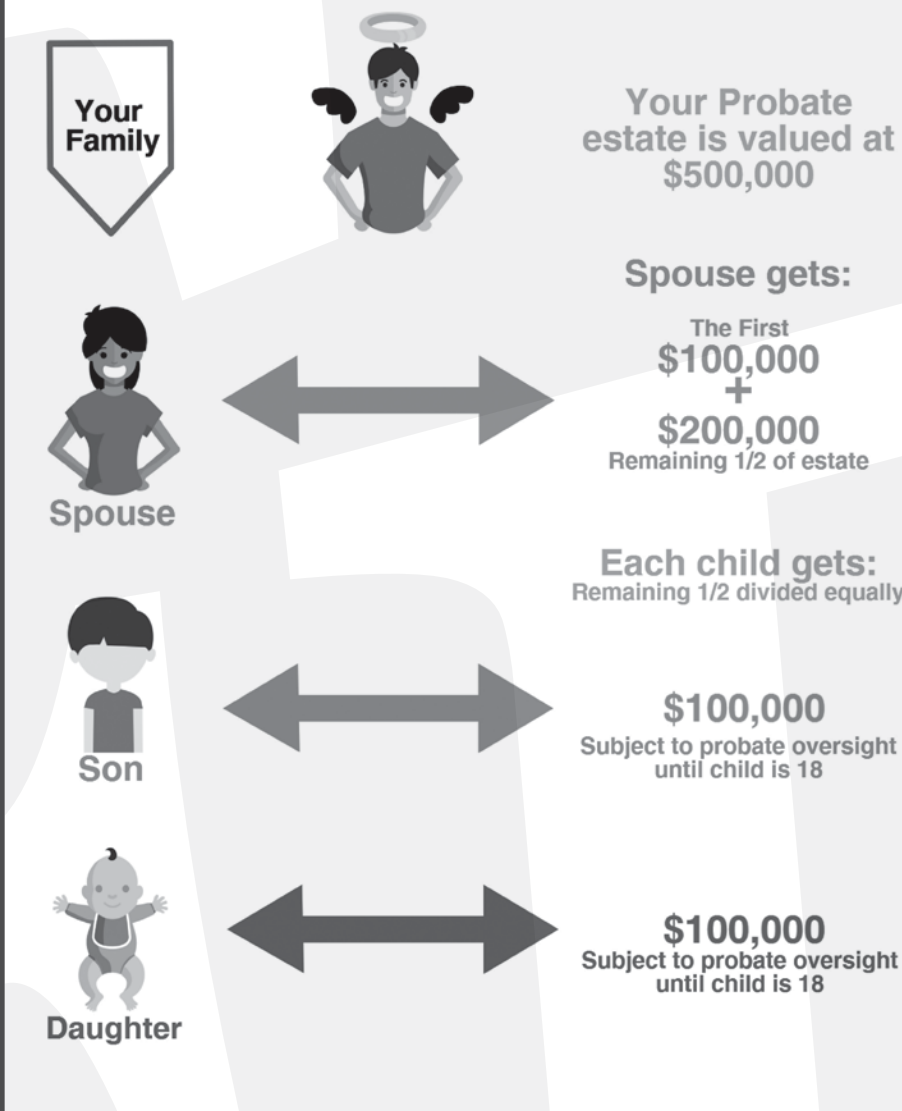 Your
Family
Your Probate
estate is valued at
$500,000
Spouse gets:
The First
$100,000
+
$200,000
Remaining 1/2 of estate
Spouse
Each child gets:
Remaining 1/2 divided equally
$100,000
Subject to probate oversight
until child is 18
Son
$100,000
Subject to probate oversight
until child is 18
Daughter